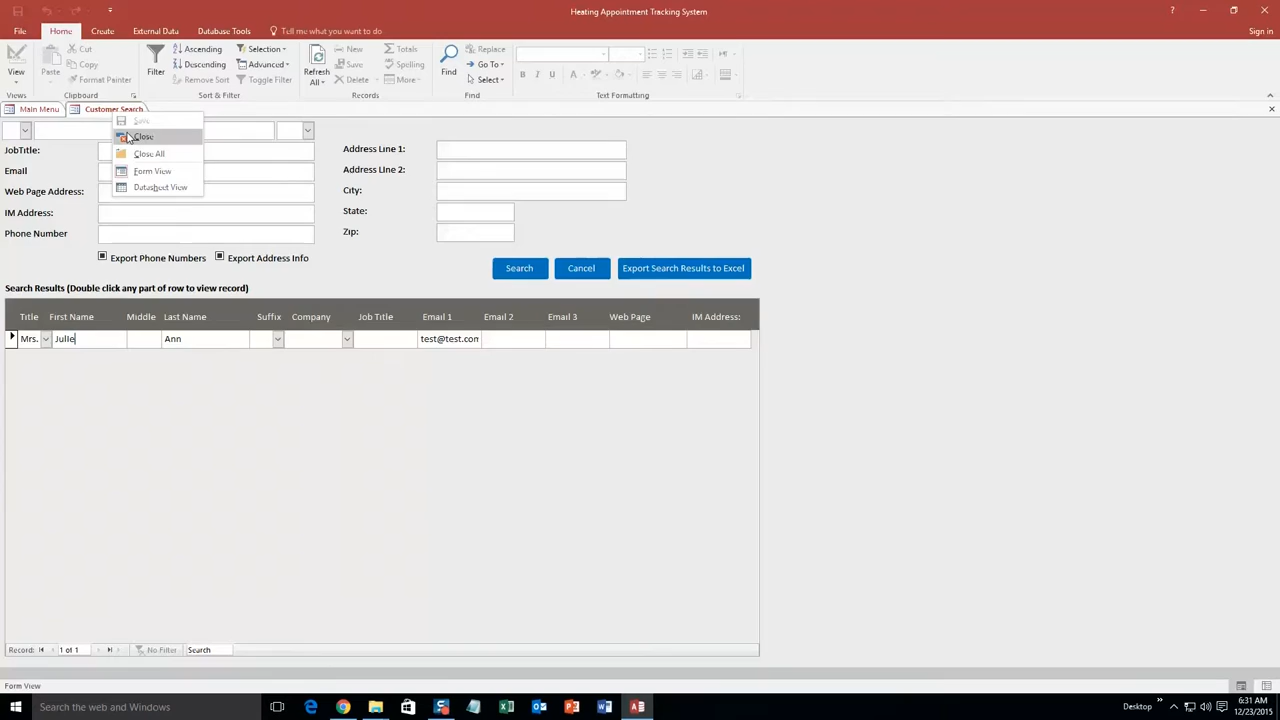 Heating Appointment Tracking System
?
File Home Create External Data Database Tools Tell me what you want to do Sign in
View
Views
Paste
Cut
Copy
Format Painter
Clipboard
Filter
Ascending
Descending
Remove Sort
Selection
Advanced
Toggle Filter
Sort & Filter
Refresh
All
New
Save
Delete
Totals
Spelling
More
Records
Find
Replace
Go To
Select
Find
B I U A
Text Formatting
Main Menu Customer Search
Save
Close
Close All
Form View
Datasheet View
JobTitle:
Email
Web Page Address:
IM Address:
Phone Number
Address Line 1:
Address Line 2:
City:
State:
Zip:
Export Phone Numbers Export Address Info
Search Cancel Export Search Results to Excel
Search Results (Double click any part of row to view record)
Title First Name Middle Last Name Suffix Company Job Title Email 1 Email 2 Email 3 Web Page IM Address:
Mrs. Julie Ann test@test.com
Record: 1 of 1 No Filter Search
Form View
Search the web and Windows
Desktop
6:31 AM
12/23/2015